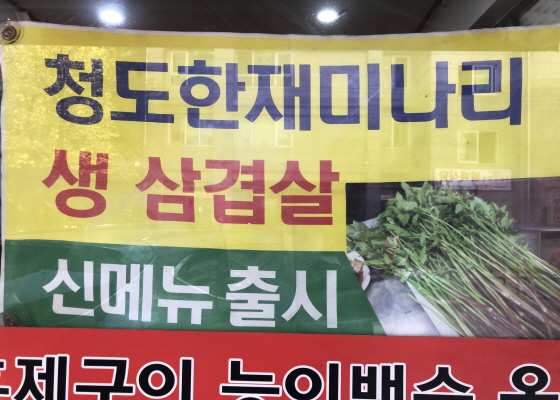 청도한재미나리
생 삼겹살
신메뉴 출시